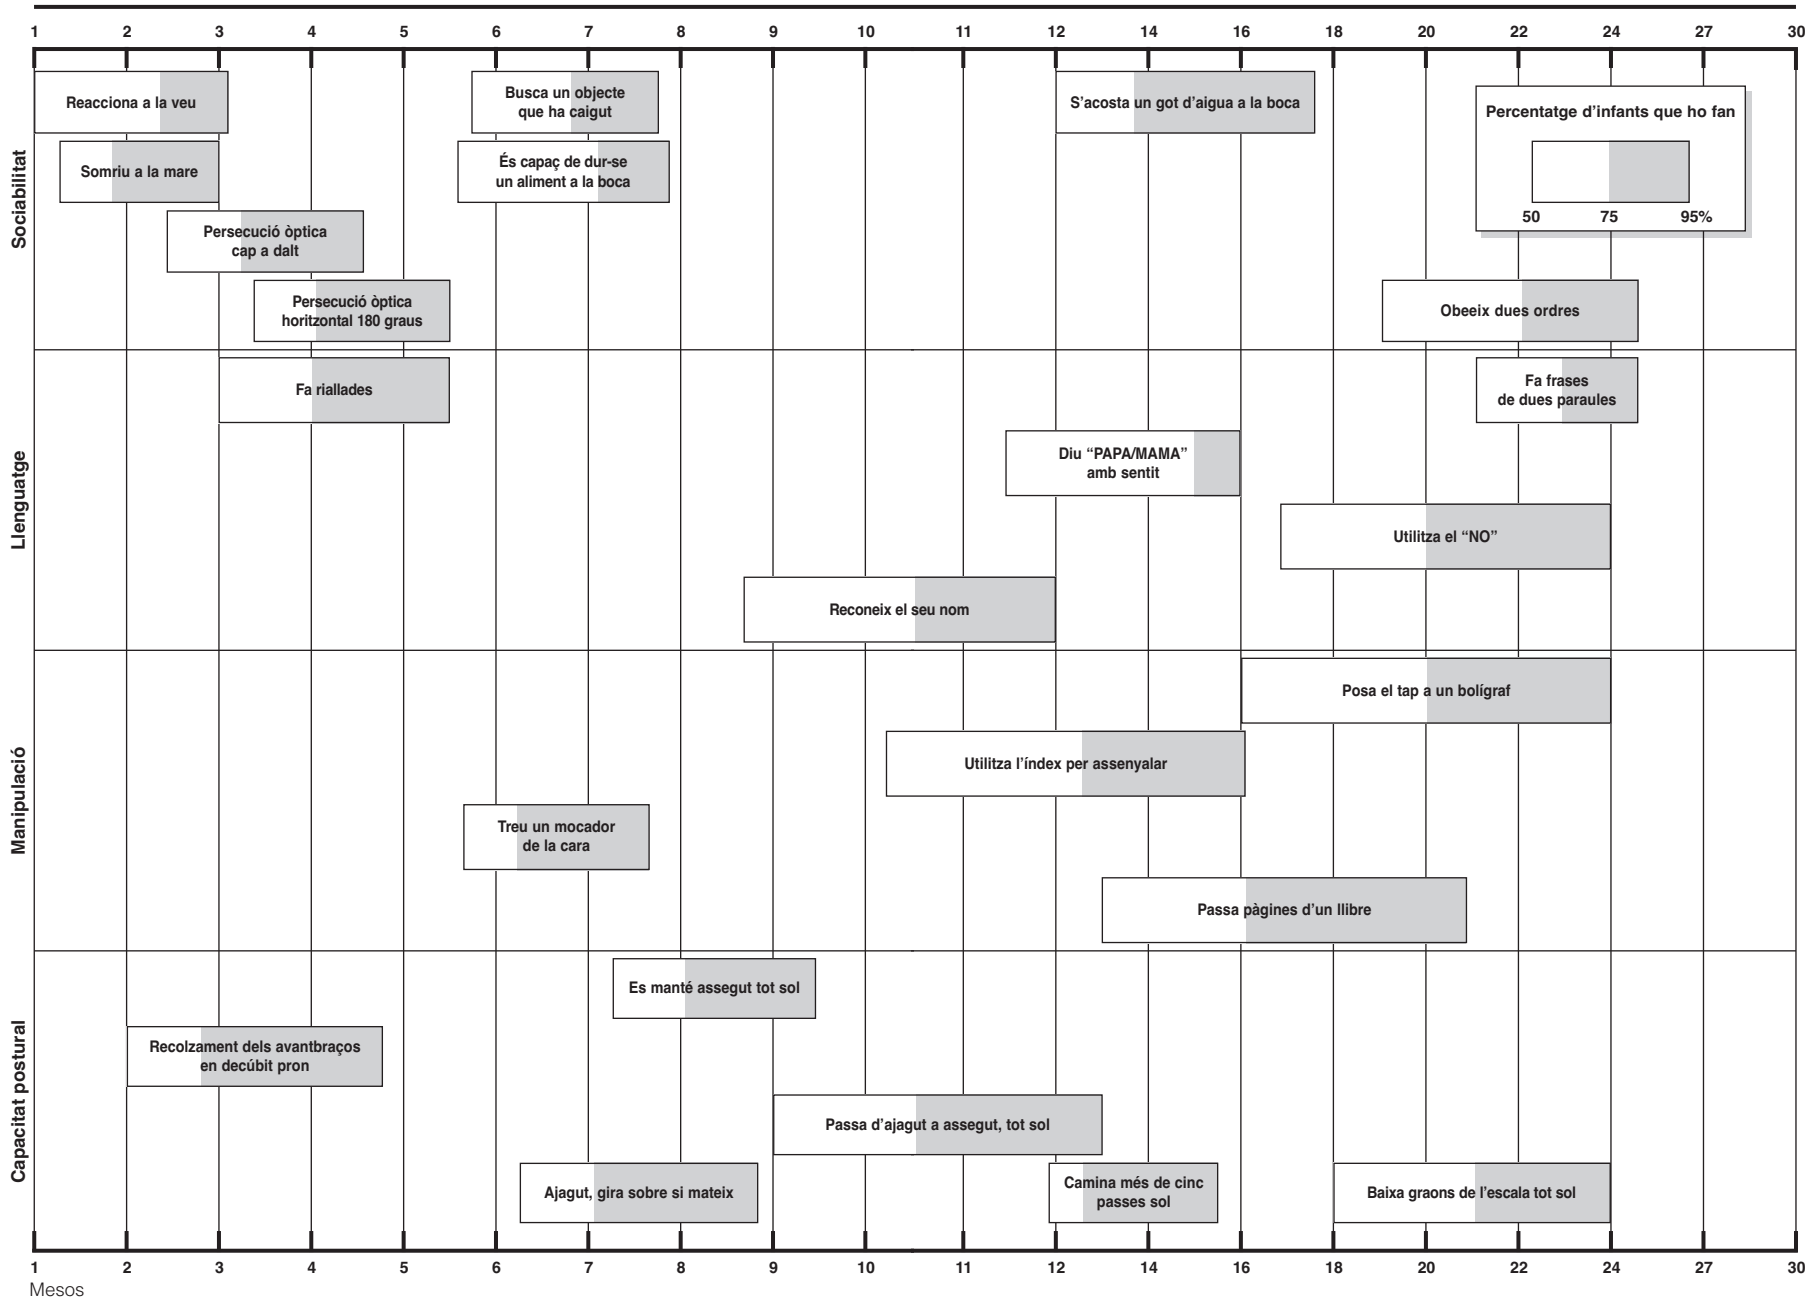 1 2 3 4 5 6 7 8 9 10 11 12 14 16 18 20 22 24 27 30
Sociabilitat
Reacciona a la veu
Busca un objecte
que ha caigut
S’acosta un got d’aigua a la boca
Percentatge d’infants que ho fan
50 75 95%
Somriu a la mare
És capaç de dur-se
un aliment a la boca
Persecució òptica
cap a dalt
Persecució òptica
horitzontal 180 graus
Obeeix dues ordres
Llenguatge
Fa riallades
Fa frases
de dues paraules
Diu “PAPA/MAMA”
amb sentit
Utilitza el “NO”
Reconeix el seu nom
Manipulació
Posa el tap a un bolígraf
Utilitza l’índex per assenyalar
Treu un mocador
de la cara
Passa pàgines d’un llibre
Capacitat postural
Es manté assegut tot sol
Recolzament dels avantbraços
en decúbit pron
Passa d’ajagut a assegut, tot sol
Ajagut, gira sobre si mateix
Camina més de cinc
passes sol
Baixa graons de l’escala tot sol
1 2 3 4 5 6 7 8 9 10 11 12 14 16 18 20 22 24 27 30
Mesos